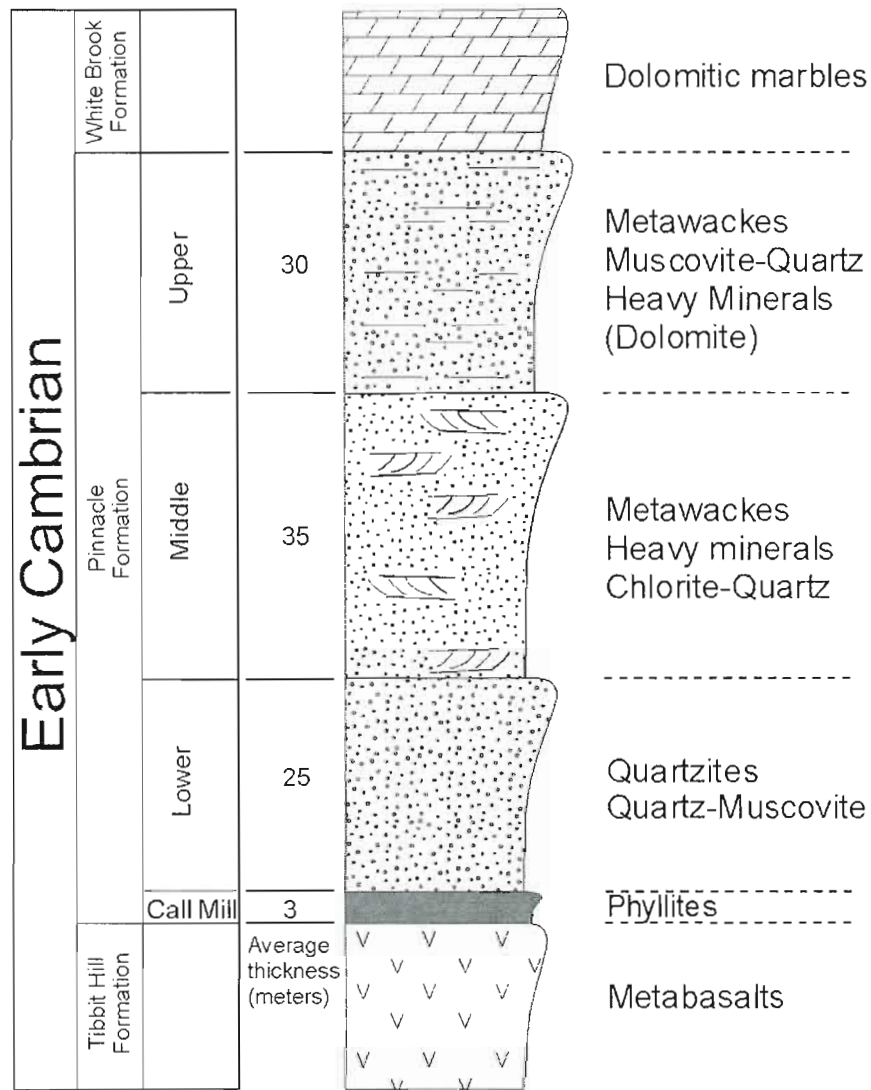 Early Cambrian
White Brook
Formation
Pinnacle
Formation
Tibbit Hill
Formation
Upper
Middle
Lower
Call Mill
30
35
25
3
Average
thickness
(meters)
Dolomitic marbles
Metawackes
Muscovite-Quartz
Heavy Minerals
(Dolomite)
Metawackes
Heavy minerals
Chlorite-Quartz
Quartzites
Quartz-Muscovite
Phyllites
Metabasalts